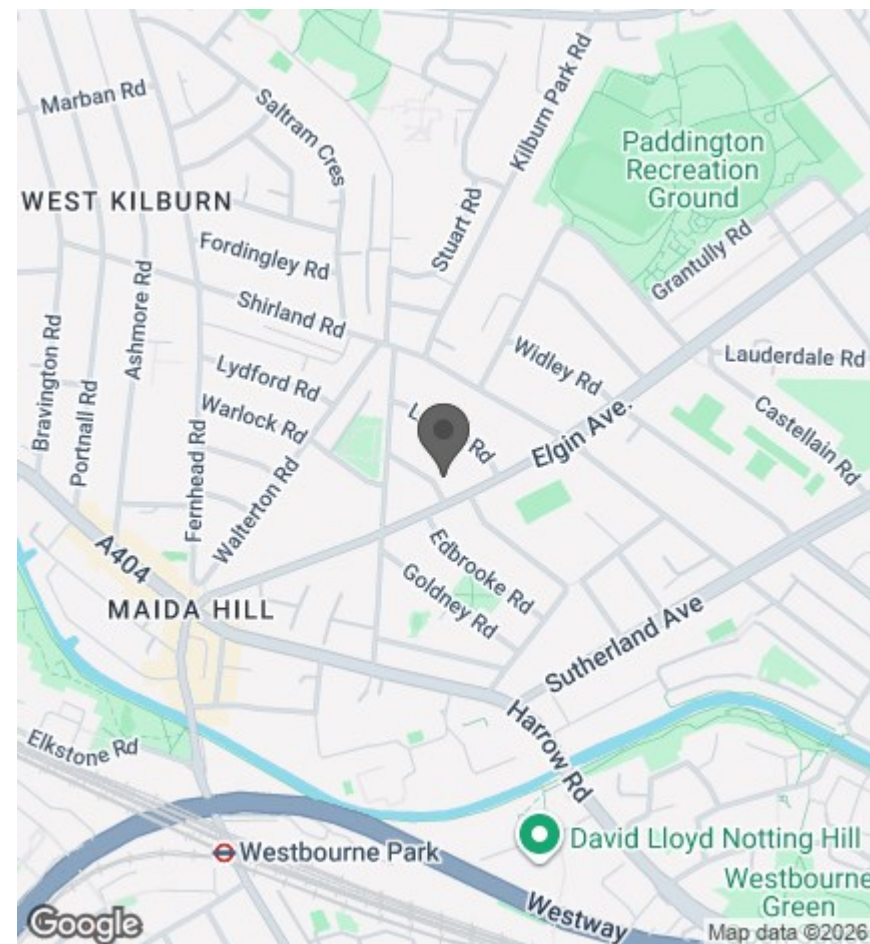 Marban Rd
Saltram Cres
Kilburn Park Rd
Paddington
Recreation
Ground
WEST KILBURN
Stuart Rd
Fordingley Rd
Grantully Rd
Ashmore Rd
Shirland Rd
Widley Rd
Lauderdale Rd
Bravington Rd
Portnall Rd
Lydford Rd
Warlock Rd
Castellain Rd
Elgin Ave.
Fernhead Rd
Walterton Rd
A404
Edbrooke Rd
Goldney Rd
MAIDA HILL
Sutherland Ave
Harrow Rd
Elkstone Rd
David Lloyd Notting Hill
Westbourne Park
Westbourne
Green
Westway
Google
Map data ©2026